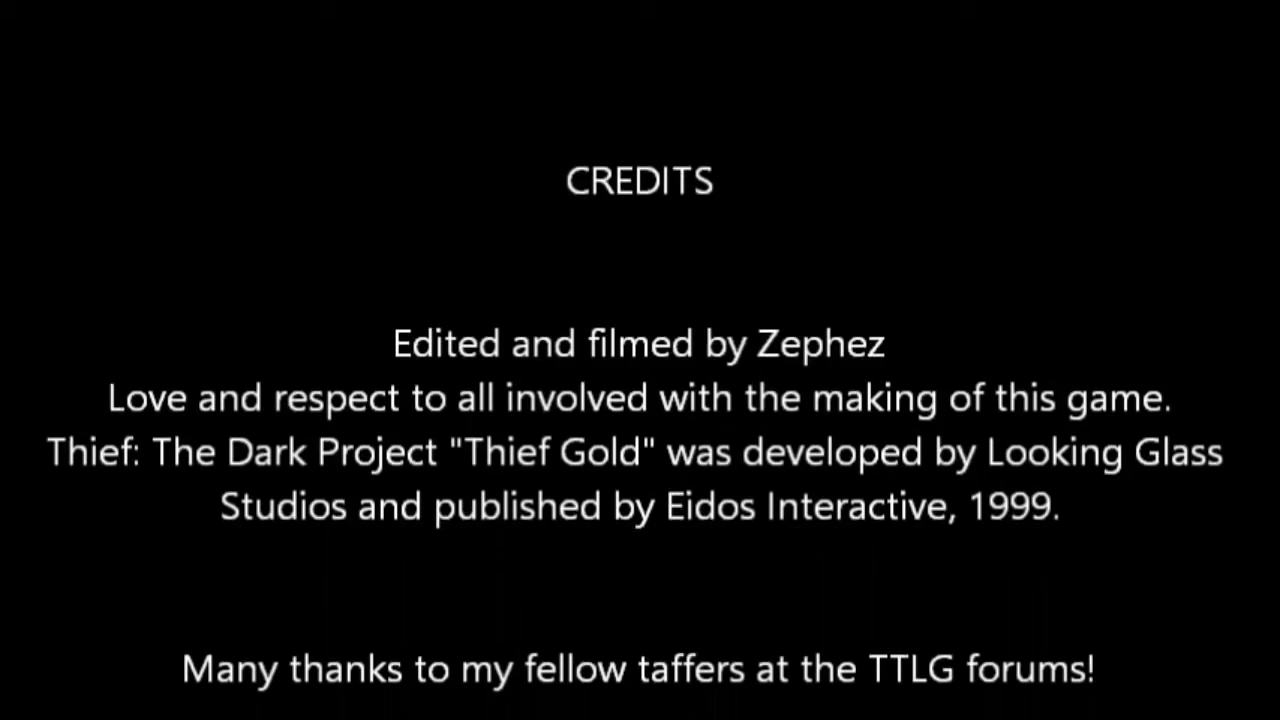 CREDITS
Edited and filmed by Zephez
Love and respect to all involved with the making of this game.
Thief: The Dark Project "Thief Gold" was developed by Looking Glass
Studios and published by Eidos Interactive, 1999.
Many thanks to my fellow taffers at the TTLG forums!